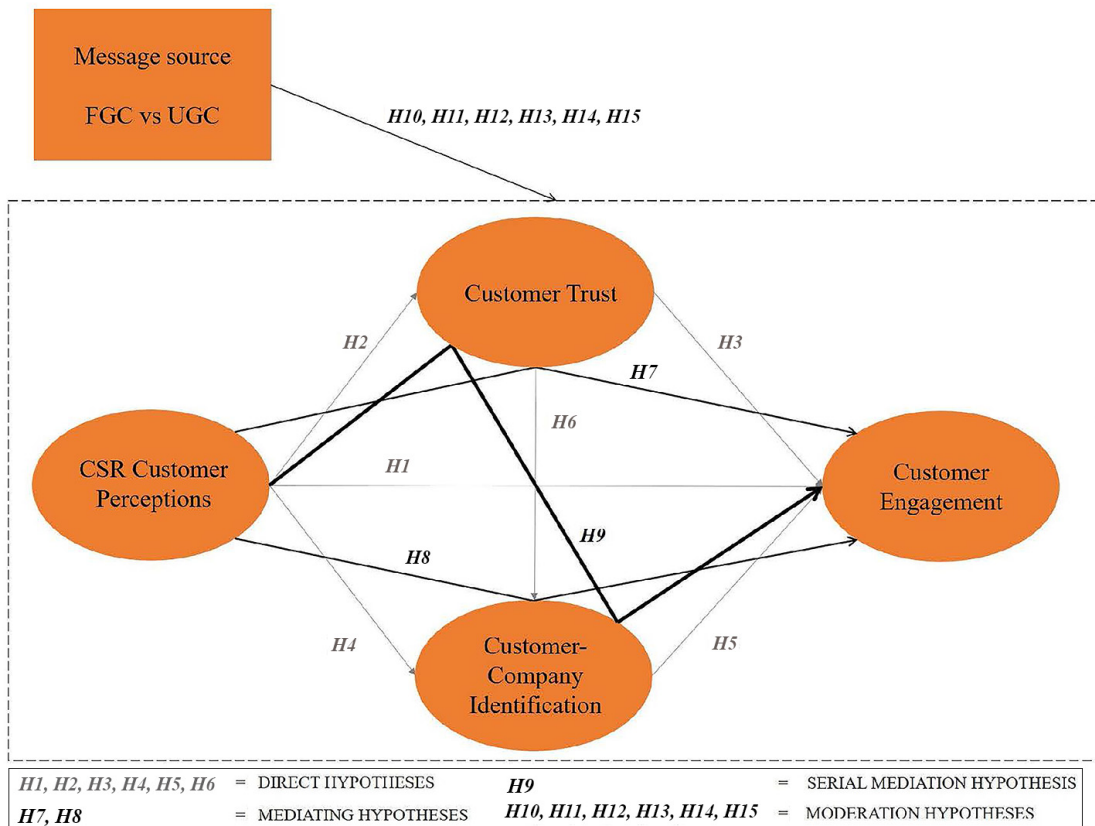 Message source
FGC vs UGC
H10, H11, H12, H13, H14, H15
Customer Trust
H2
H3
H7
H6
CSR Customer
Perceptions
H1
Customer
Engagement
H9
H8
H4
Customer-
Company
Identification
H5
H1, H2, H3, H4, H5, H6 = DIRECT HYPOTHESES
H9 = SERIAL MEDIATION HYPOTHESIS
H7, H8 = MEDIATING HYPOTHESES
H10, H11, H12, H13, H14, H15 = MODERATION HYPOTHESES